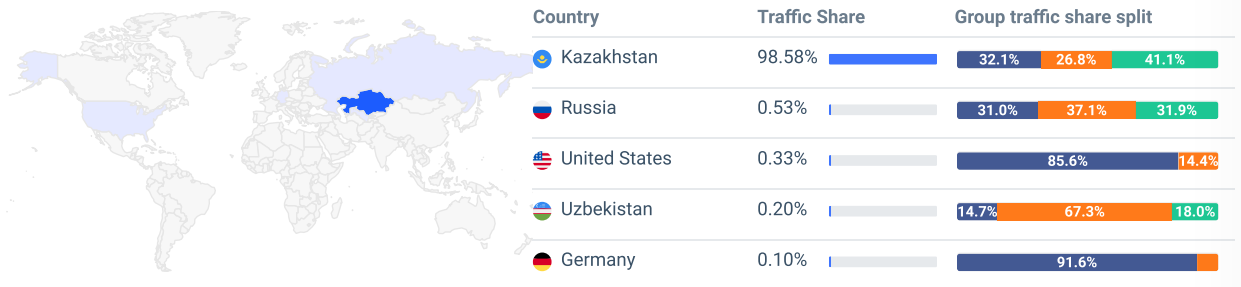 Country Traffic Share Group traffic share split
Kazakhstan 98.58% 32.1% 26.8% 41.1%
Russia 0.53% 31.0% 37.1% 31.9%
United States 0.33% 85.6% 14.4%
Uzbekistan 0.20% 14.7% 67.3% 18.0%
Germany 0.10% 91.6%